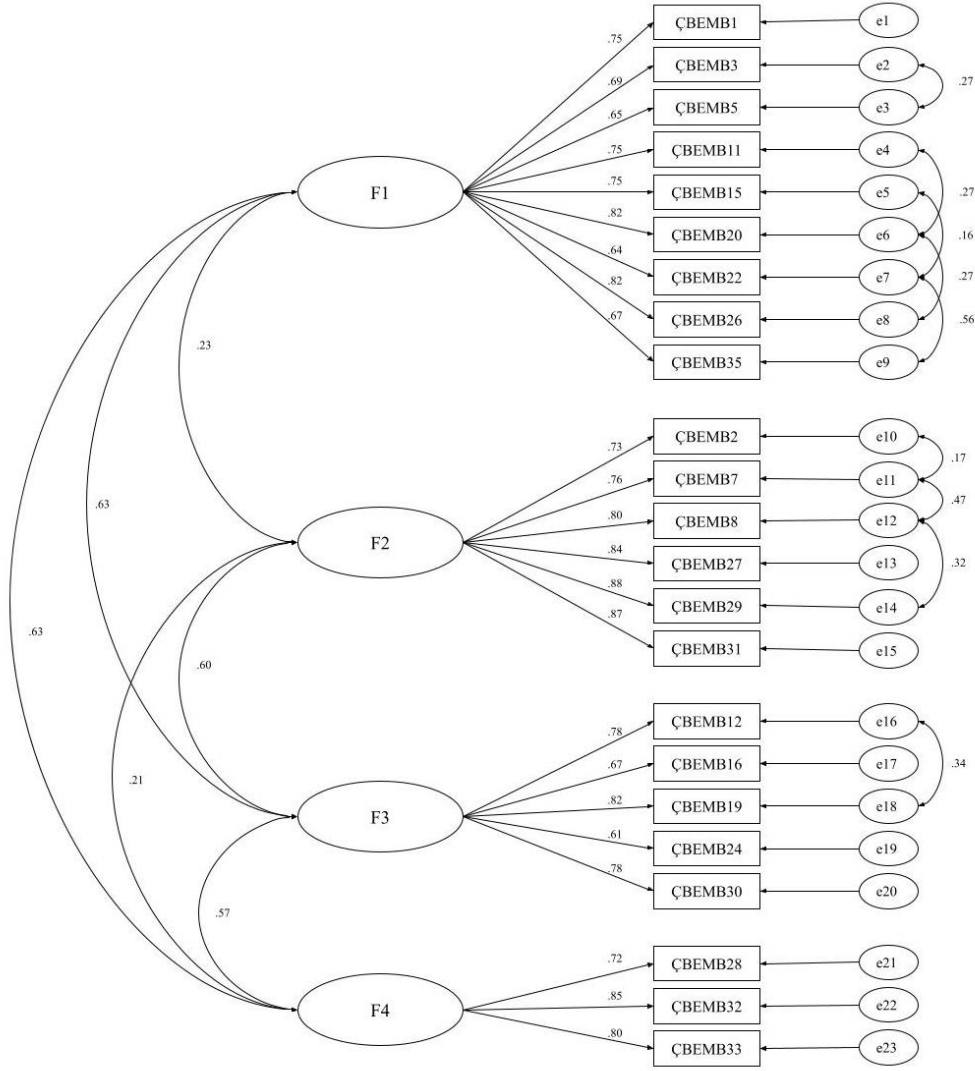 ÇBEMB1
e1
.75
ÇBEMB3
e2
.69
.27
ÇBEMB5
e3
.65
ÇBEMB11
e4
.75
F1
ÇBEMB15
e5
.75
.27
ÇBEMB20
e6
.82
.16
ÇBEMB22
e7
.64
.27
ÇBEMB26
e8
.82
.56
ÇBEMB35
e9
.67
.23
ÇBEMB2
e10
.73
.17
ÇBEMB7
e11
.76
.47
.63
ÇBEMB8
e12
.80
F2
ÇBEMB27
e13
.84
.32
ÇBEMB29
e14
.88
ÇBEMB31
e15
.87
.63
.60
ÇBEMB12
e16
.78
ÇBEMB16
e17
.67
.34
.21
ÇBEMB19
e18
.82
F3
ÇBEMB24
e19
.61
ÇBEMB30
e20
.78
.57
ÇBEMB28
e21
.72
F4
ÇBEMB32
e22
.85
ÇBEMB33
e23
.80